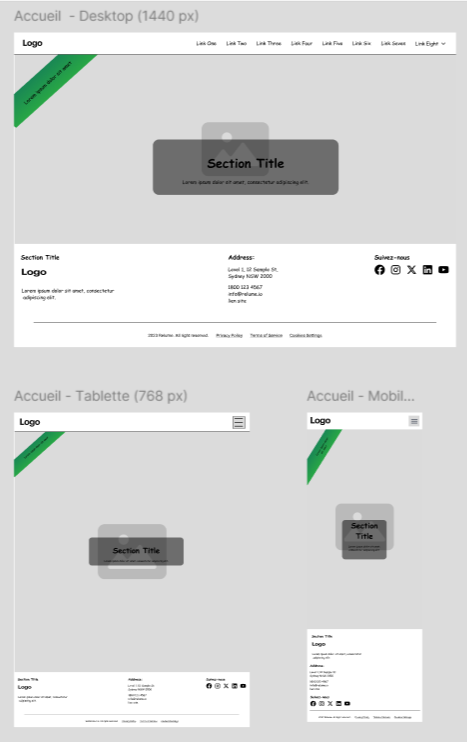 Accueil - Desktop (1440 px)
Logo
Link One Link Two Link Three Link Four Link Five Link Six Link Seven Link Eight
Lorem ipsum dolor sit amet
Section Title
Lorem ipsum dolor sit amet, consectetur adipiscing elit.
Section Title
Logo
Lorem ipsum dolor sit amet, consectetur
adipiscing elit.
Address:
Level 1, 12 Sample St,
Sydney NSW 2000
1800 123 4567
info@relume.io
lien.site
Suivez-nous
2023 Relume. All right reserved. Privacy Policy Terms of Service Cookies Settings
Accueil - Tablette (768 px)
Logo
Section Title
Section Title
Logo
Address:
Suivez-nous
Accueil - Mobil...
Logo
Section
Title
Section Title
Logo
Address:
Suivez-nous